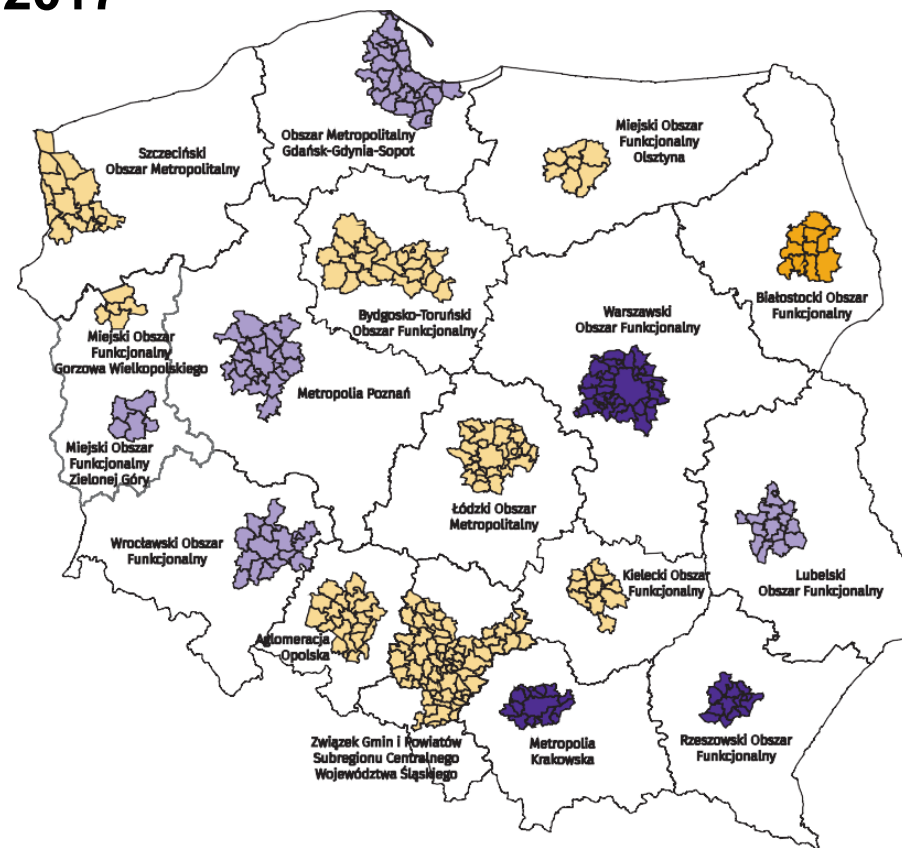 2017
Szczeciński
Obszar Metropolitalny
Obszar Metropolitalny
Gdańsk-Gdynia-Sopot
Miejski Obszar
Funkcjonalny
Olsztyna
Bydgosko-Toruński
Obszar Funkcjonalny
Białostocki Obszar
Funkcjonalny
Warszawski
Obszar Funkcjonalny
Miejski Obszar
Funkcjonalny
Gorzowa Wielkopolskiego
Metropolia Poznań
Miejski Obszar
Funkcjonalny
Zielonej Góry
Łódzki Obszar
Metropolitalny
Wrocławski Obszar
Funkcjonalny
Kielecki Obszar
Funkcjonalny
Lubelski
Obszar Funkcjonalny
Aglomeracja
Opolska
Związek Gmin i Powiatów
Subregionu Centralnego
Województwa Śląskiego
Metropolia
Krakowska
Rzeszowski Obszar
Funkcjonalny